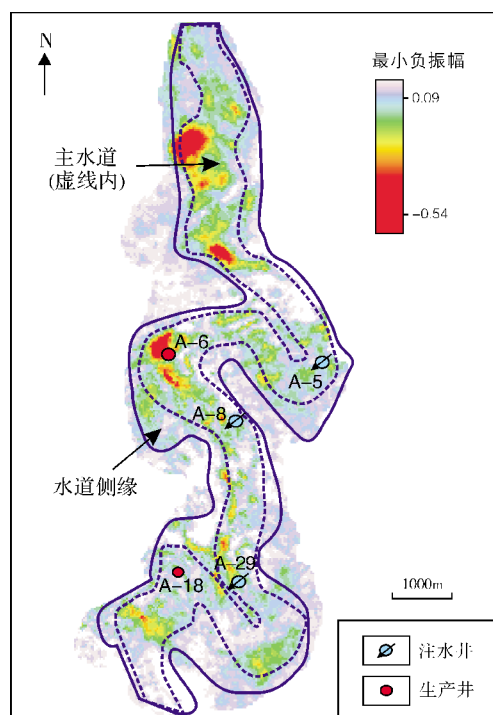 N
最小负振幅
0.09
-0.54
主水道
(虚线内)
A-6
A-5
A-8
水道侧缘
A-29
A-18
1000m
注水井
生产井